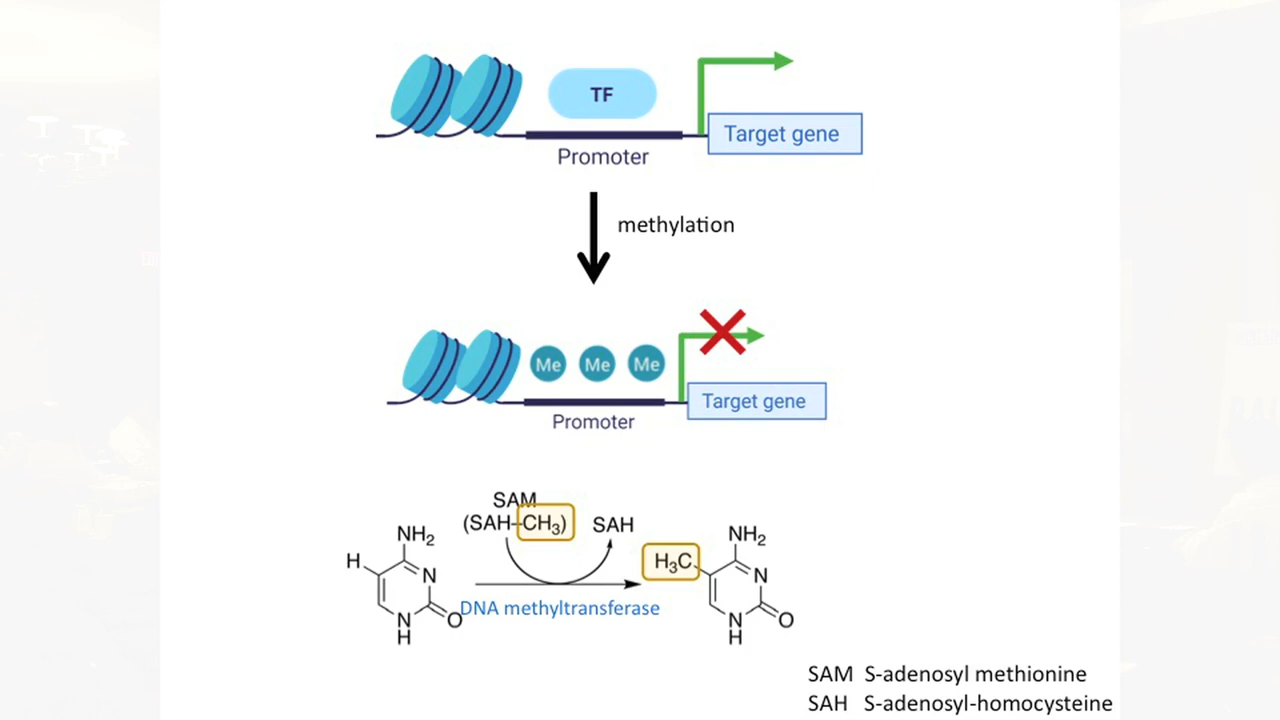 TF
Target gene
Promoter
methylation
Me Me Me
Target gene
Promoter
SAM
(SAH–CH₃) SAH
NH₂
H
N
N
H
O
DNA methyltransferase
NH₂
H₃C
N
N
H
O
SAM S-adenosyl methionine
SAH S-adenosyl-homocysteine